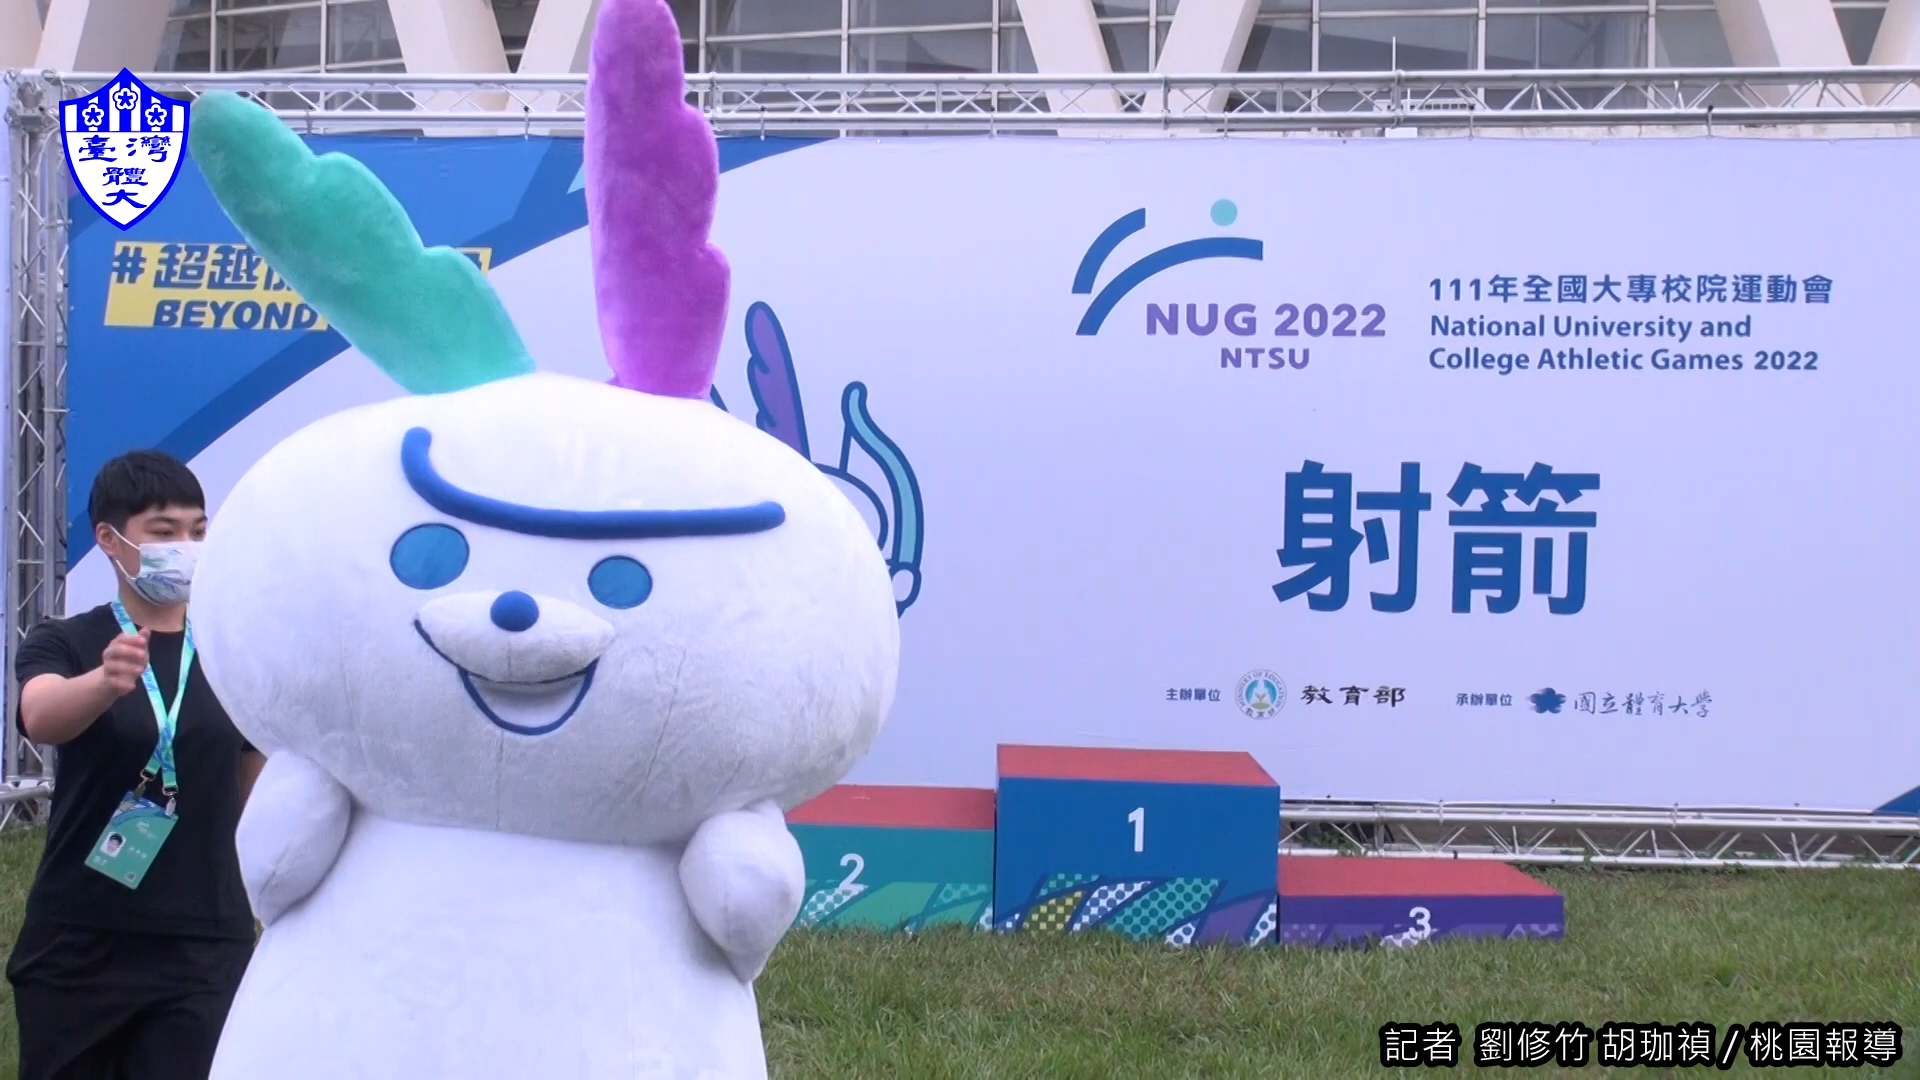 臺灣
體
大
#超越
BEYOND
NUG 2022
NTSU
111年全國大專校院運動會
National University and
College Athletic Games 2022
射箭
主辦單位 教育部 承辦單位 國立體育大學
2
1
3
記者 劉修竹 胡珈禎/桃園報導